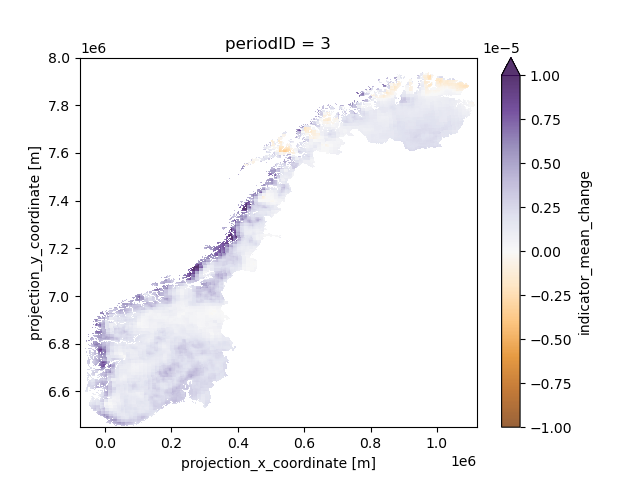 periodID = 3
1e6
1e−5
8.0
7.8
7.6
7.4
7.2
7.0
6.8
6.6
projection_y_coordinate [m]
0.0 0.2 0.4 0.6 0.8 1.0
projection_x_coordinate [m]
1e6
1.00
0.75
0.50
0.25
0.00
−0.25
−0.50
−0.75
−1.00
indicator_mean_change